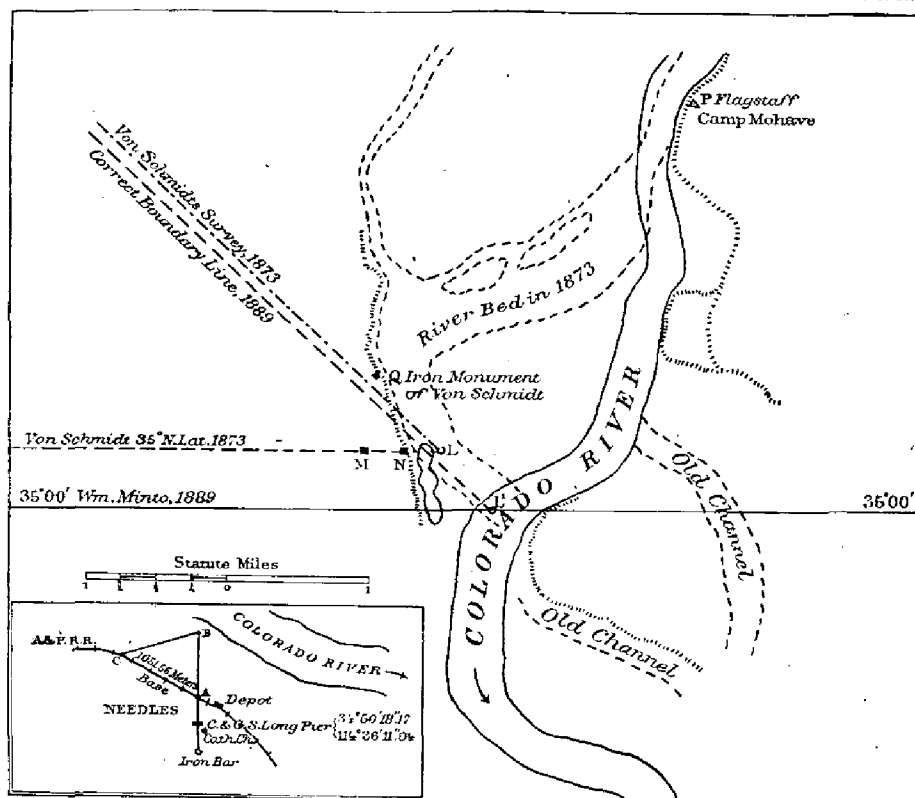 P Flagstaff
Camp Mohave
Von Schmidts Survey, 1873
Correct Boundary Line, 1889
River Bed in 1873
Q Iron Monument
of Von Schmidt
Von Schmidt 35° N. Lat. 1873
M
N
L
35°00' Wm. Minto, 1889
35°00'
COLORADO RIVER
Old Channel
Old Channel
Statute Miles
1
0
1
A & P. R.R.
B
COLORADO RIVER
C
Base
A
Depot
NEEDLES
C. & G. S. Long Pier
Cath. Ch.
Iron Bar